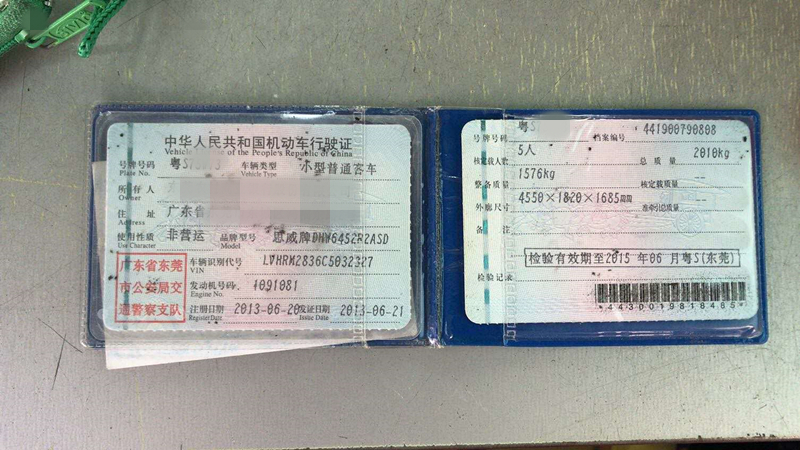 中华人民共和国机动车行驶证
Vehicle of the People's Republic of China
号牌号码 粤S 车辆类型 小型普通客车
Plate No. Vehicle Type
所有人
Owner
住址 广东省
Address
使用性质 非营运 品牌型号 思威牌DHW6452R2ASD
Use Character Model
广东省东莞
市公安局交
通警察支队
车辆识别代号 LVHRM2836C5032327
VIN
发动机号码 4091081
Engine No.
注册日期 2013-06-20 发证日期 2013-06-21
Register Date Issue Date
号牌号码 粤S 档案编号 441900790808
核定载人数 5人 总质量 2010kg
整备质量 1576kg 核定载质量 ---
外廓尺寸 4550×1820×1685 准牵引总质量 ---
备注
检验有效期至2015年06月粤S(东莞)
检验记录
*4430019818485*